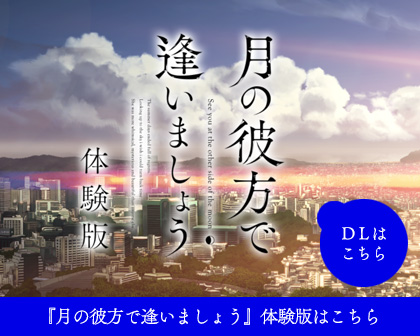 月の彼方で
逢いましょう
See you at the other side of the moon.
体験版
DLは
こちら
『月の彼方で逢いましょう』体験版はこちら